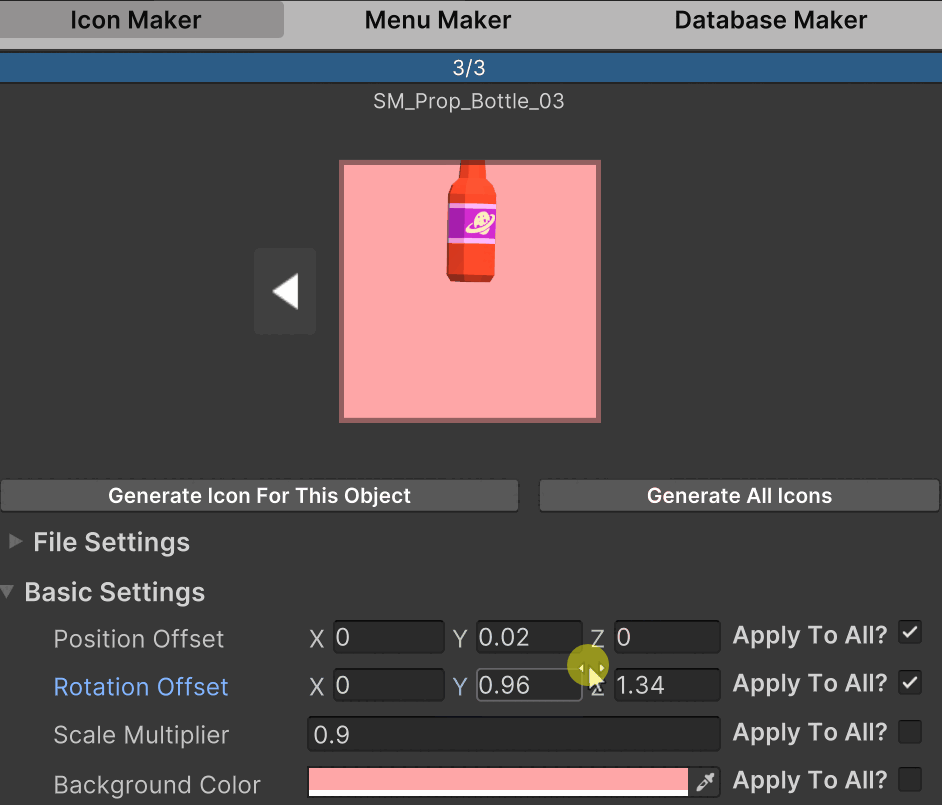 Icon Maker Menu Maker Database Maker
3/3
SM_Prop_Bottle_03
Generate Icon For This Object Generate All Icons
File Settings
Basic Settings
Position Offset X 0 Y 0.02 Z 0 Apply To All?
Rotation Offset X 0 Y 0.96 Z 1.34 Apply To All?
Scale Multiplier 0.9 Apply To All?
Background Color Apply To All?